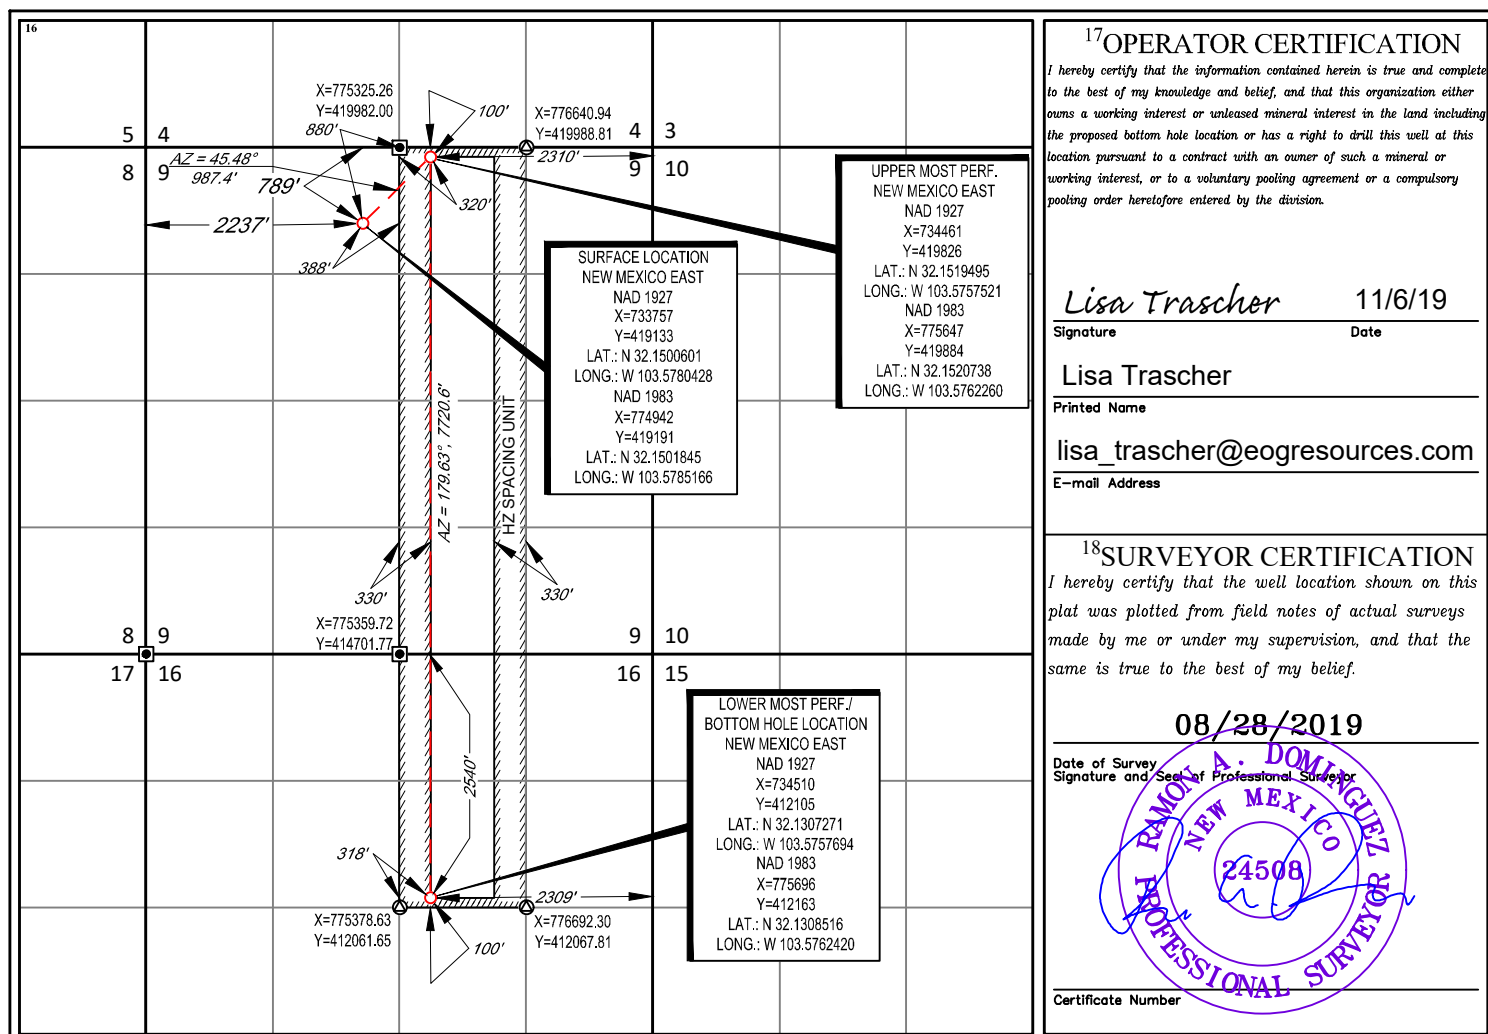 16
X=775325.26
Y=419982.00
880'
100'
X=776640.94
Y=419988.81
5 4
4 3
8 9
9 10
AZ = 45.48°
987.4'
789'
2310'
320'
2237'
388'
UPPER MOST PERF.
NEW MEXICO EAST
NAD 1927
X=734461
Y=419826
LAT.: N 32.1519495
LONG.: W 103.5757521
NAD 1983
X=775647
Y=419884
LAT.: N 32.1520738
LONG.: W 103.5762260
SURFACE LOCATION
NEW MEXICO EAST
NAD 1927
X=733757
Y=419133
LAT.: N 32.1500601
LONG.: W 103.5780428
NAD 1983
X=774942
Y=419191
LAT.: N 32.1501845
LONG.: W 103.5785166
AZ = 179.63°, 7720.6'
HZ SPACING UNIT
330'
330'
X=775359.72
Y=414701.77
8 9
9 10
17 16
16 15
LOWER MOST PERF./
BOTTOM HOLE LOCATION
NEW MEXICO EAST
NAD 1927
X=734510
Y=412105
LAT.: N 32.1307271
LONG.: W 103.5757694
NAD 1983
X=775696
Y=412163
LAT.: N 32.1308516
LONG.: W 103.5762420
2540'
318'
2309'
X=775378.63
Y=412061.65
100'
X=776692.30
Y=412067.81
17OPERATOR CERTIFICATION
I hereby certify that the information contained herein is true and complete
to the best of my knowledge and belief, and that this organization either
owns a working interest or unleased mineral interest in the land including
the proposed bottom hole location or has a right to drill this well at this
location pursuant to a contract with an owner of such a mineral or
working interest, or to a voluntary pooling agreement or a compulsory
pooling order heretofore entered by the division.
Lisa Trascher 11/6/19
Signature Date
Lisa Trascher
Printed Name
lisa_trascher@eogresources.com
E-mail Address
18SURVEYOR CERTIFICATION
I hereby certify that the well location shown on this
plat was plotted from field notes of actual surveys
made by me or under my supervision, and that the
same is true to the best of my belief.
08/28/2019
Date of Survey
Signature and Seal of Professional Surveyor
RAMON A. DOMINGUEZ
NEW MEXICO
24508
PROFESSIONAL SURVEYOR
Certificate Number